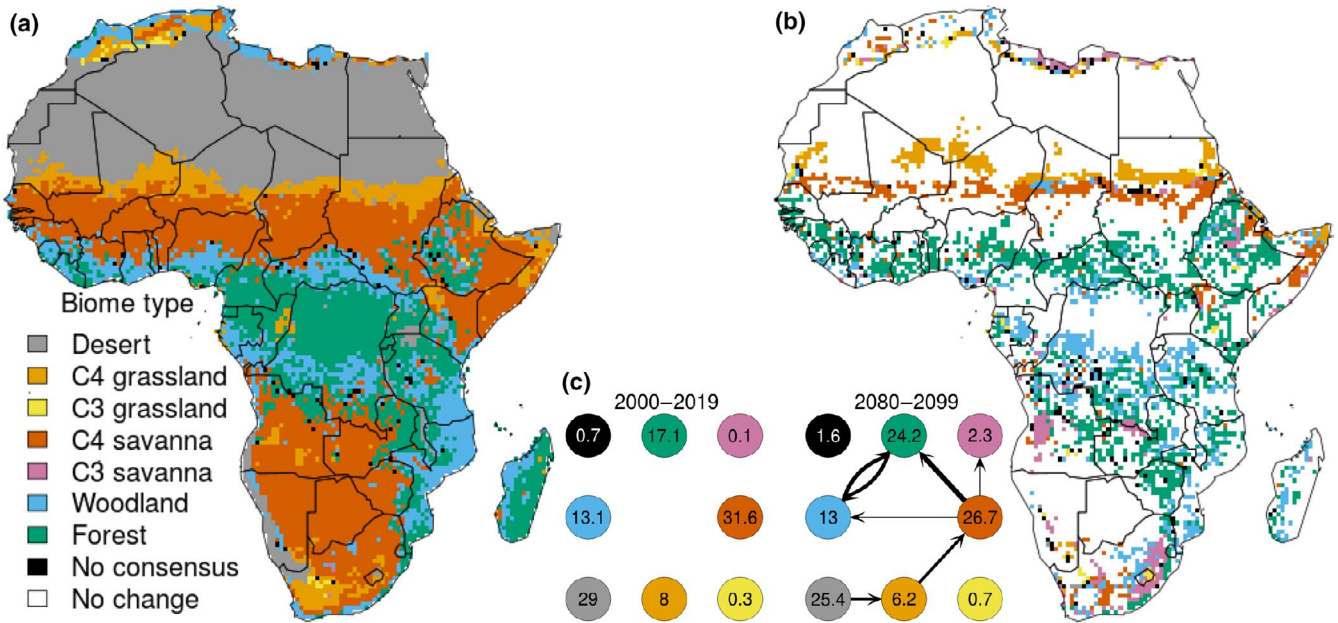 (a)
(b)
Biome type
Desert
C4 grassland
C3 grassland
C4 savanna
C3 savanna
Woodland
Forest
No consensus
No change
(c)
2000–2019
2080–2099
0.7 17.1 0.1
1.6 24.2 2.3
13.1 31.6
13 26.7
29 8 0.3
25.4 6.2 0.7